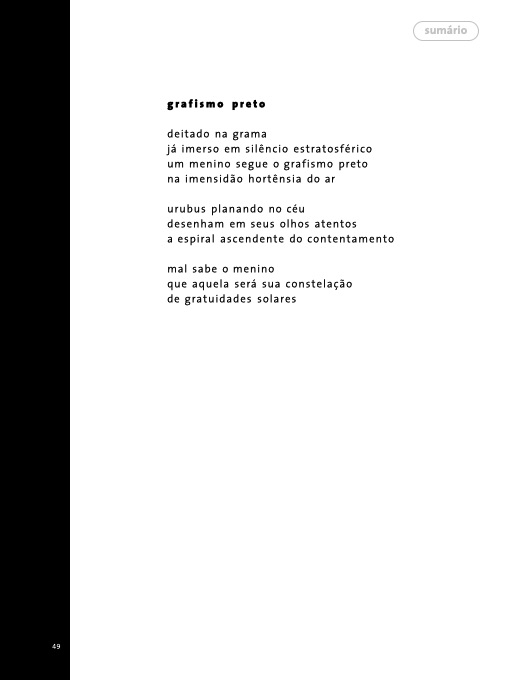 sumário
grafismo preto
deitado na grama
já imerso em silêncio estratosférico
um menino segue o grafismo preto
na imensidão hortênsia do ar
urubus planando no céu
desenham em seus olhos atentos
a espiral ascendente do contentamento
mal sabe o menino
que aquela será sua constelação
de gratuidades solares
49